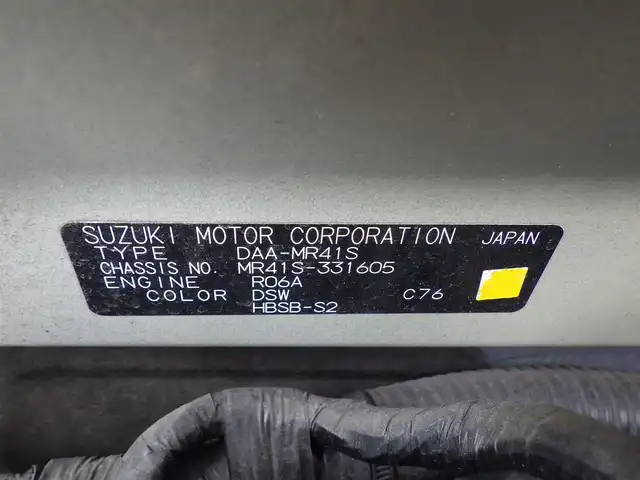 SUZUKI MOTOR CORPORATION JAPAN
TYPE DAA-MR41S
CHASSIS NO. MR41S-331605
ENGINE R06A
COLOR DSW C76
HBSB-S2